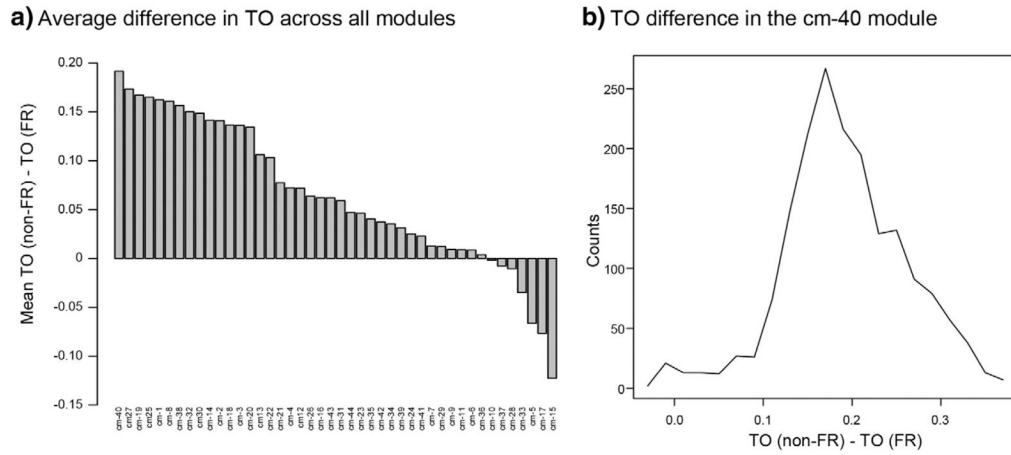 a) Average difference in TO across all modules
b) TO difference in the cm-40 module
Mean TO (non-FR) - TO (FR)
0.20
0.15
0.10
0.05
0
-0.05
-0.10
-0.15
cm-40
cm27
cm-19
cm25
cm-1
cm-8
cm-38
cm-32
cm30
cm-14
cm-2
cm-18
cm-3
cm-20
cm13
cm-22
cm-21
cm-4
cm-12
cm-26
cm-16
cm-43
cm-31
cm-44
cm-23
cm-35
cm-42
cm-34
cm-39
cm-24
cm-41
cm-7
cm-29
cm-9
cm-11
cm-6
cm-36
cm-10
cm-37
cm-28
cm-33
cm-5
cm-17
cm-15
Counts
250
200
150
100
50
0
0.0 0.1 0.2 0.3
TO (non-FR) - TO (FR)